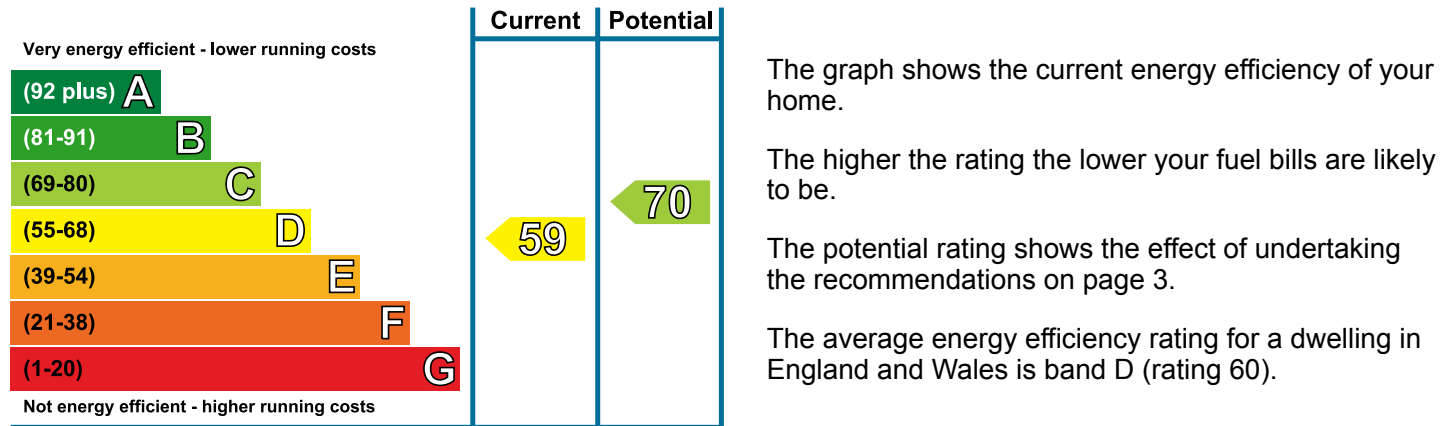 Current Potential
Very energy efficient - lower running costs
(92 plus) A
(81-91) B
(69-80) C
(55-68) D
(39-54) E
(21-38) F
(1-20) G
Not energy efficient - higher running costs
59
70
The graph shows the current energy efficiency of your
home.
The higher the rating the lower your fuel bills are likely
to be.
The potential rating shows the effect of undertaking
the recommendations on page 3.
The average energy efficiency rating for a dwelling in
England and Wales is band D (rating 60).